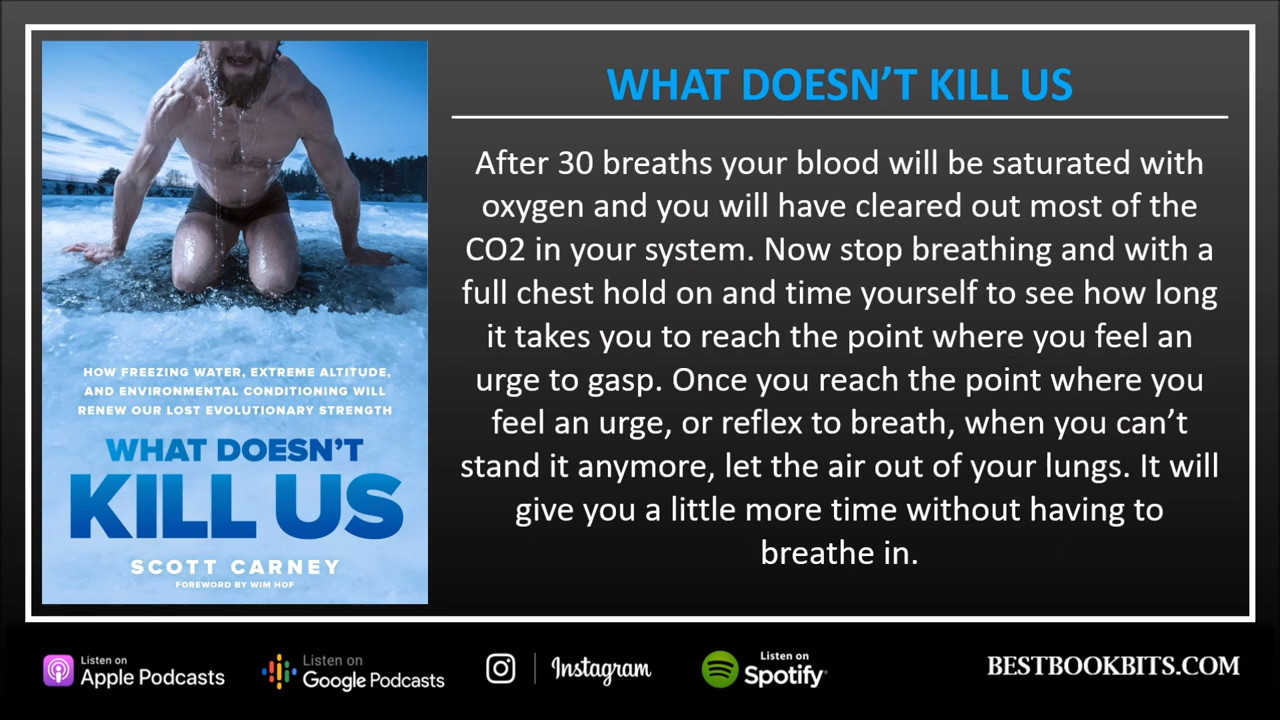 WHAT DOESN’T KILL US
After 30 breaths your blood will be saturated with
oxygen and you will have cleared out most of the
CO2 in your system. Now stop breathing and with a
full chest hold on and time yourself to see how long
it takes you to reach the point where you feel an
urge to gasp. Once you reach the point where you
feel an urge, or reflex to breath, when you can’t
stand it anymore, let the air out of your lungs. It will
give you a little more time without having to
breathe in.
HOW FREEZING WATER, EXTREME ALTITUDE,
AND ENVIRONMENTAL CONDITIONING WILL
RENEW OUR LOST EVOLUTIONARY STRENGTH
WHAT DOESN’T
KILL US
SCOTT CARNEY
FOREWORD BY WIM HOF
Listen on
Apple Podcasts
Listen on
Google Podcasts
Instagram
Listen on
Spotify
BESTBOOKBITS.COM